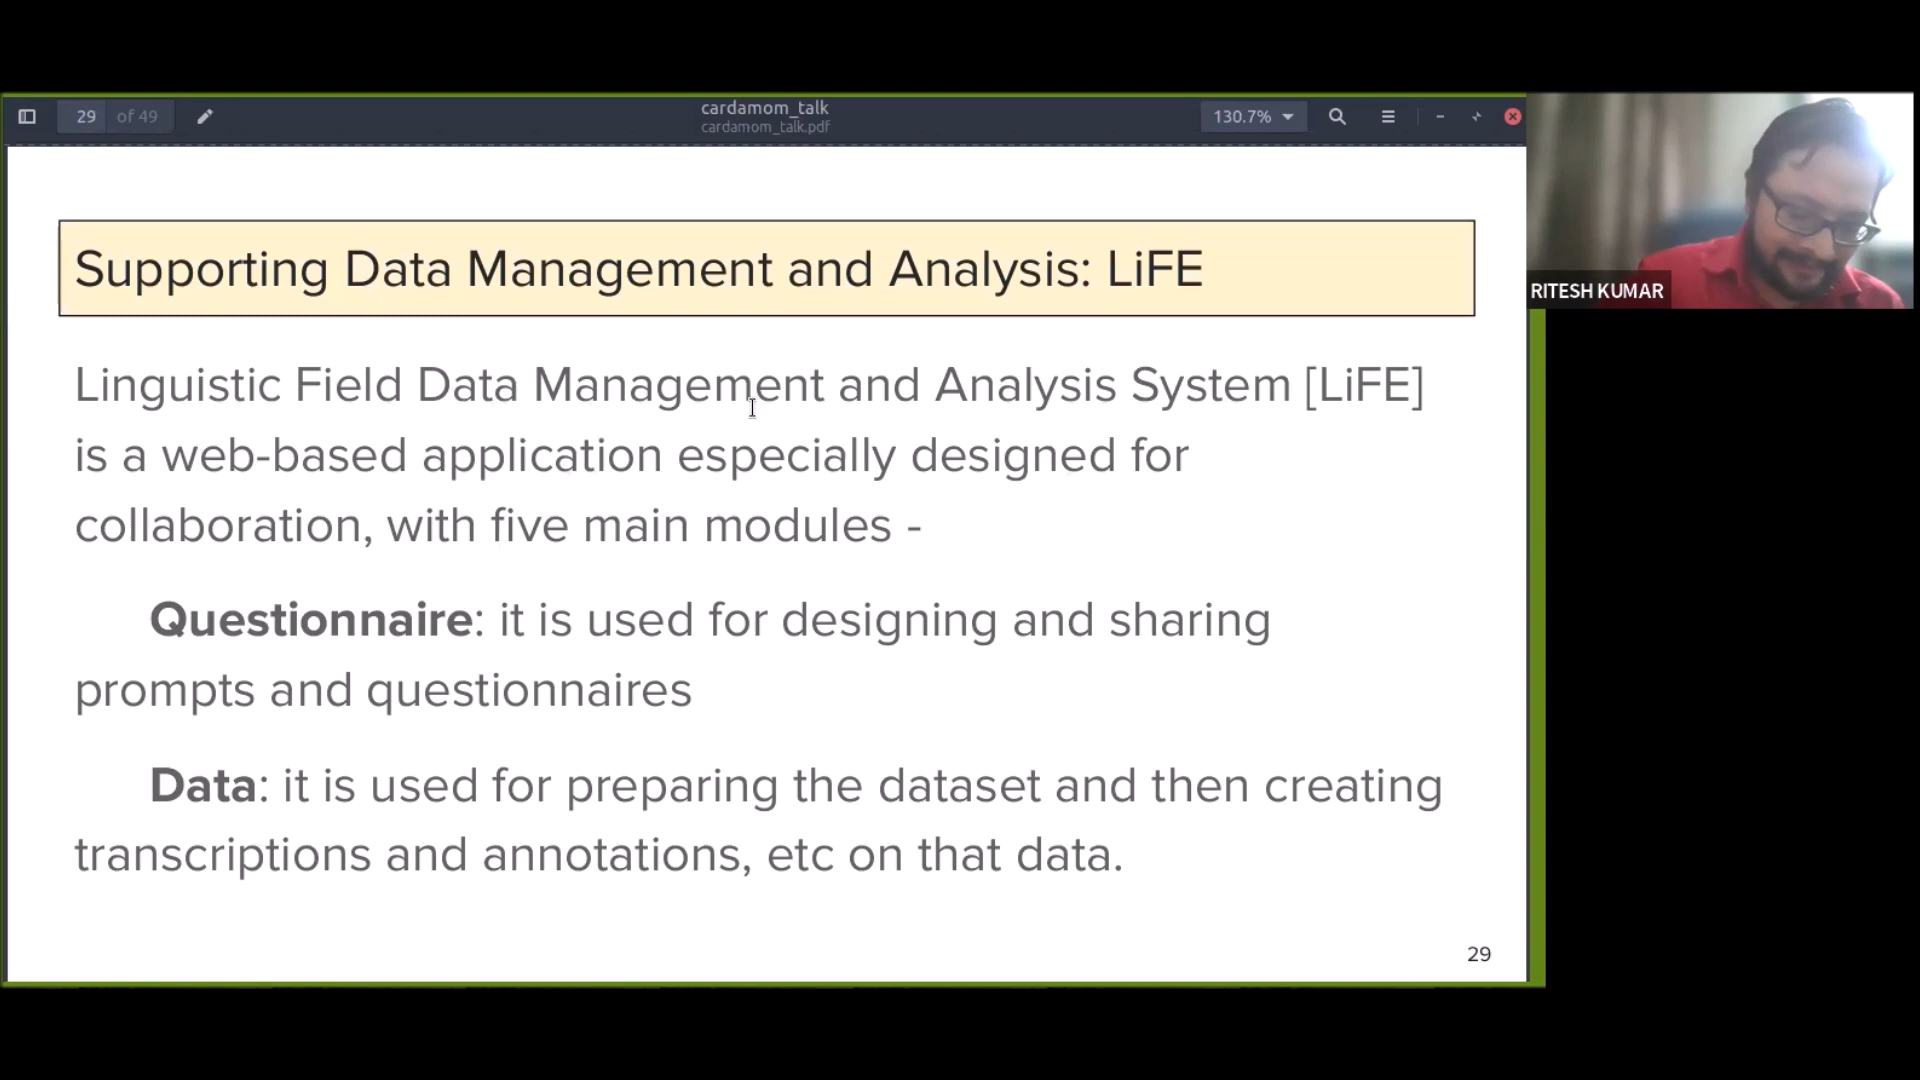 29 of 49
cardamom_talk
cardamom_talk.pdf
130.7%
Supporting Data Management and Analysis: LiFE
Linguistic Field Data Management and Analysis System [LiFE]
is a web-based application especially designed for
collaboration, with five main modules -
Questionnaire: it is used for designing and sharing
prompts and questionnaires
Data: it is used for preparing the dataset and then creating
transcriptions and annotations, etc on that data.
29
RITESH KUMAR